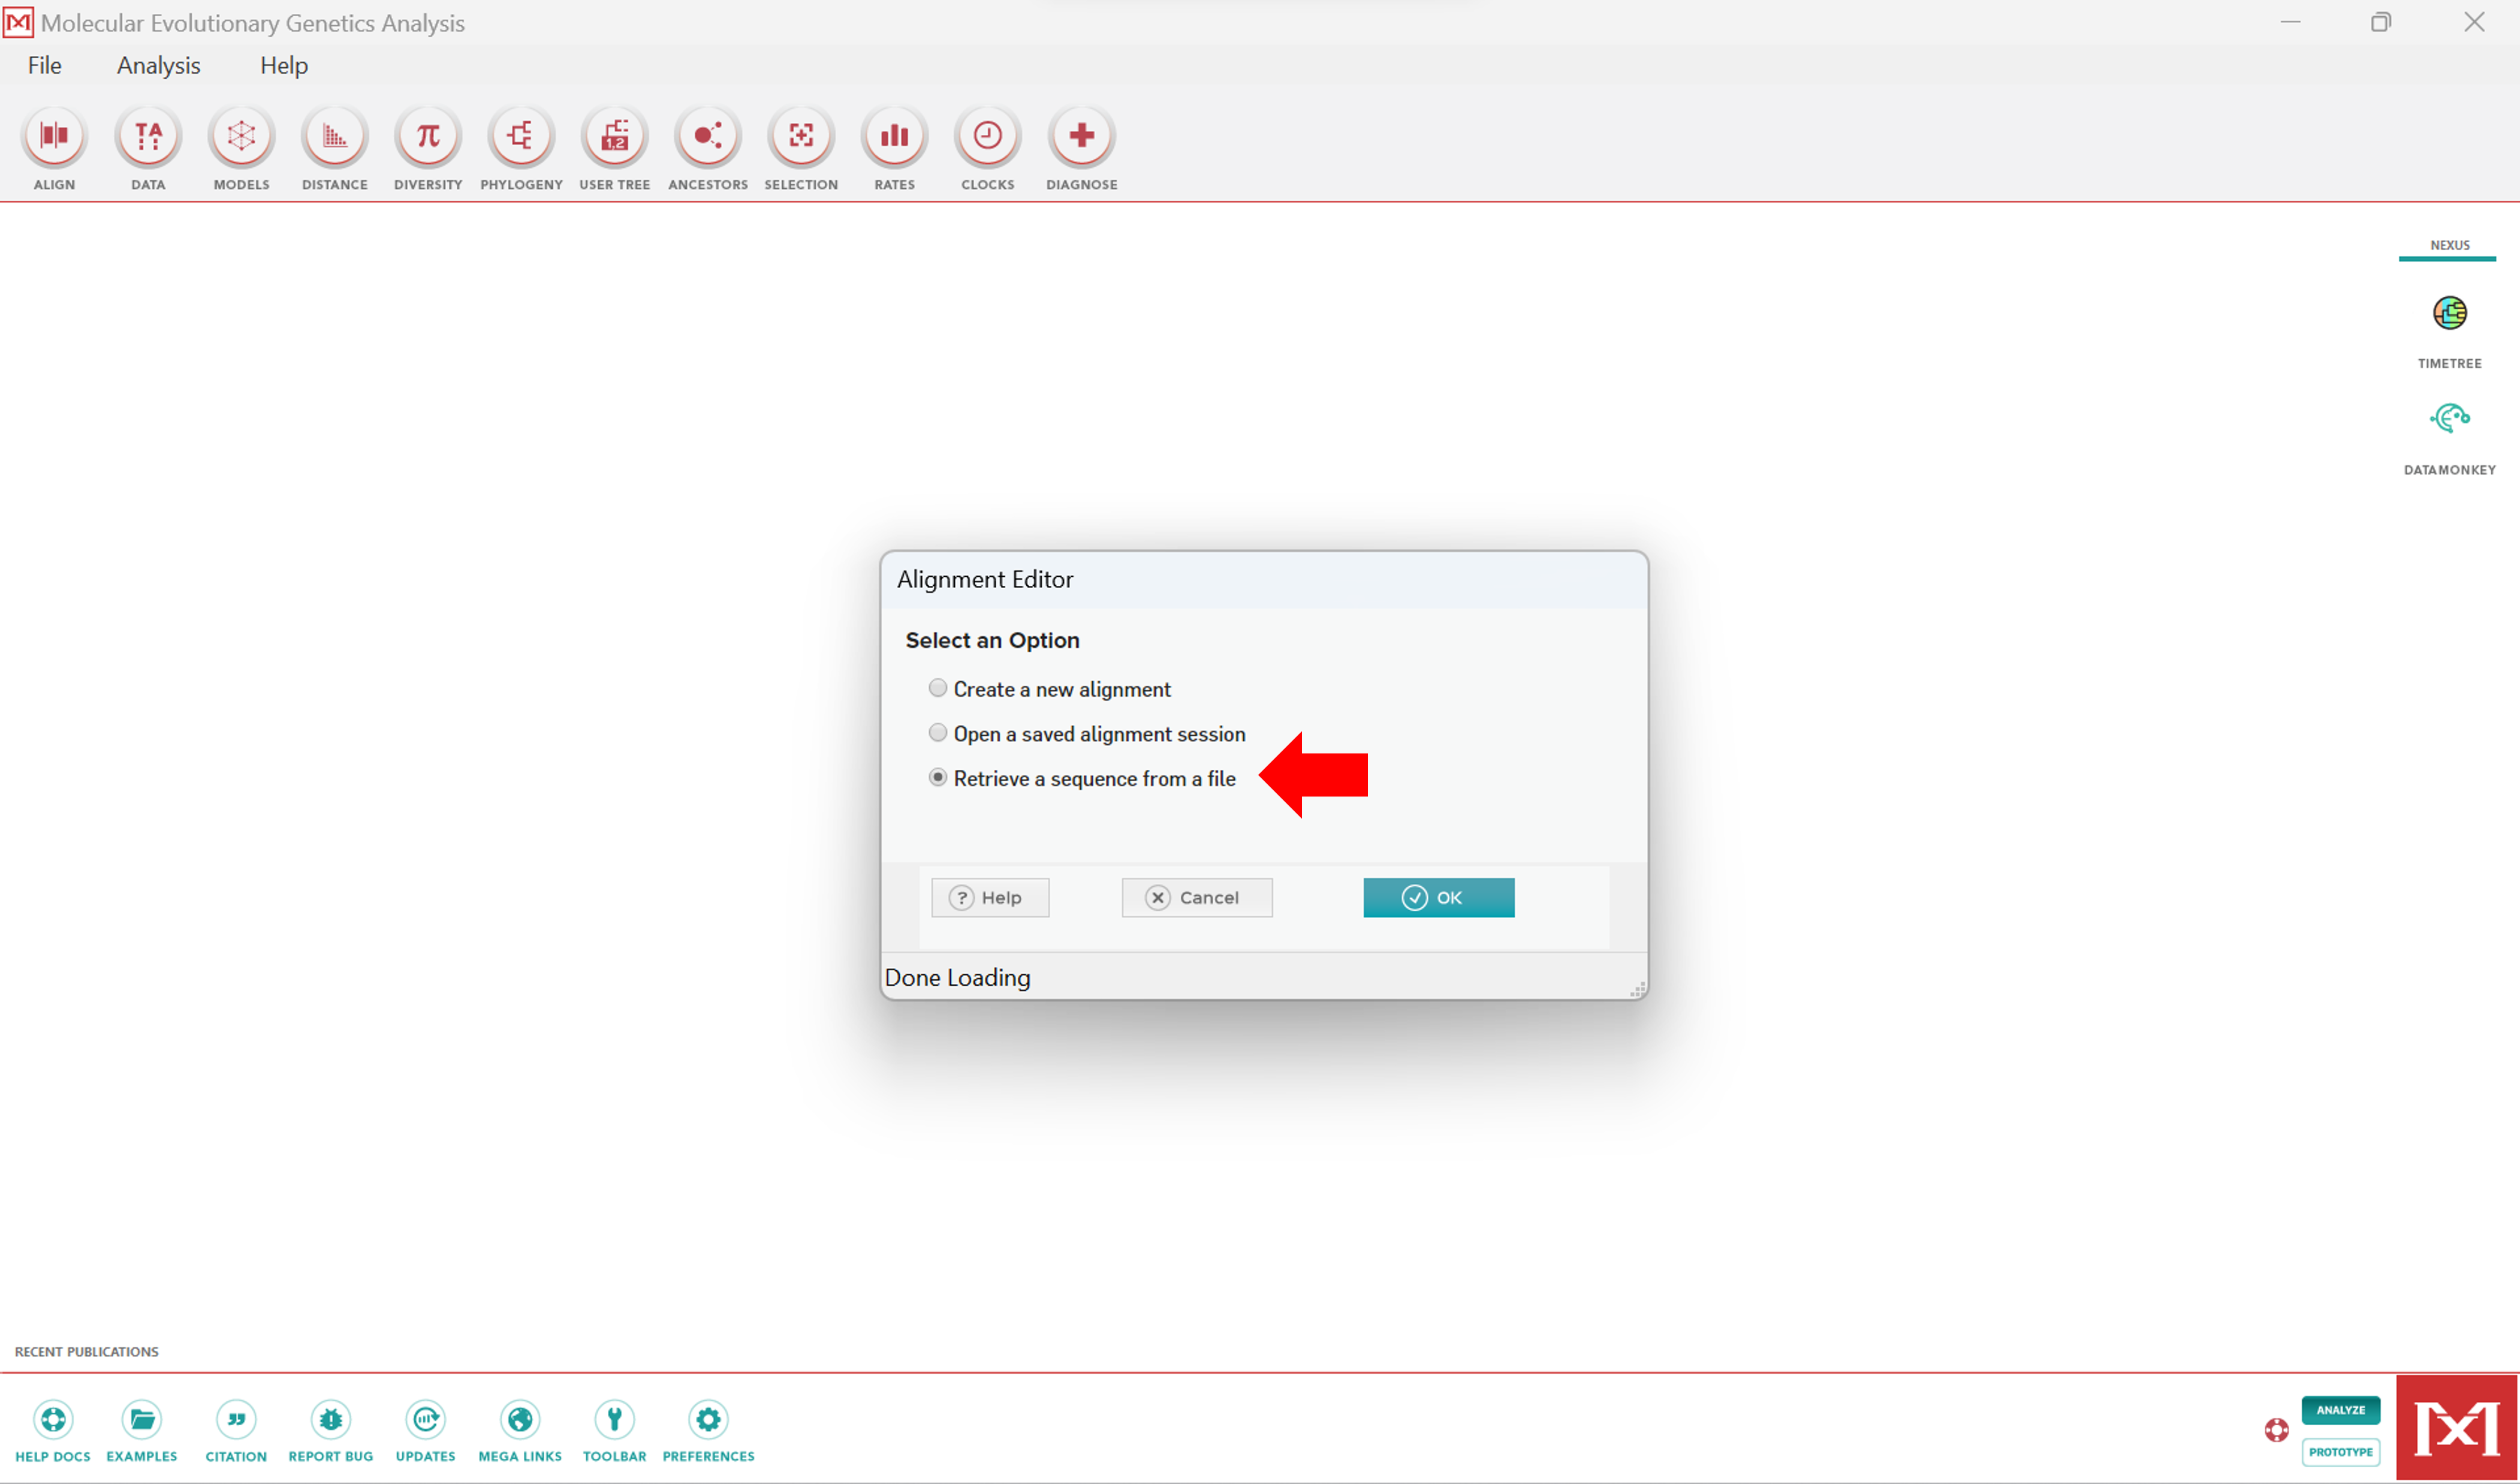 Molecular Evolutionary Genetics Analysis
File Analysis Help
TA
π
1,2
ALIGN DATA MODELS DISTANCE DIVERSITY PHYLOGENY USER TREE ANCESTORS SELECTION RATES CLOCKS DIAGNOSE
NEXUS
TIMETREE
DATAMONKEY
Alignment Editor
Select an Option
Create a new alignment
Open a saved alignment session
Retrieve a sequence from a file
? Help Cancel OK
Done Loading
RECENT PUBLICATIONS
HELP DOCS EXAMPLES CITATION REPORT BUG UPDATES MEGA LINKS TOOLBAR PREFERENCES
ANALYZE
PROTOTYPE